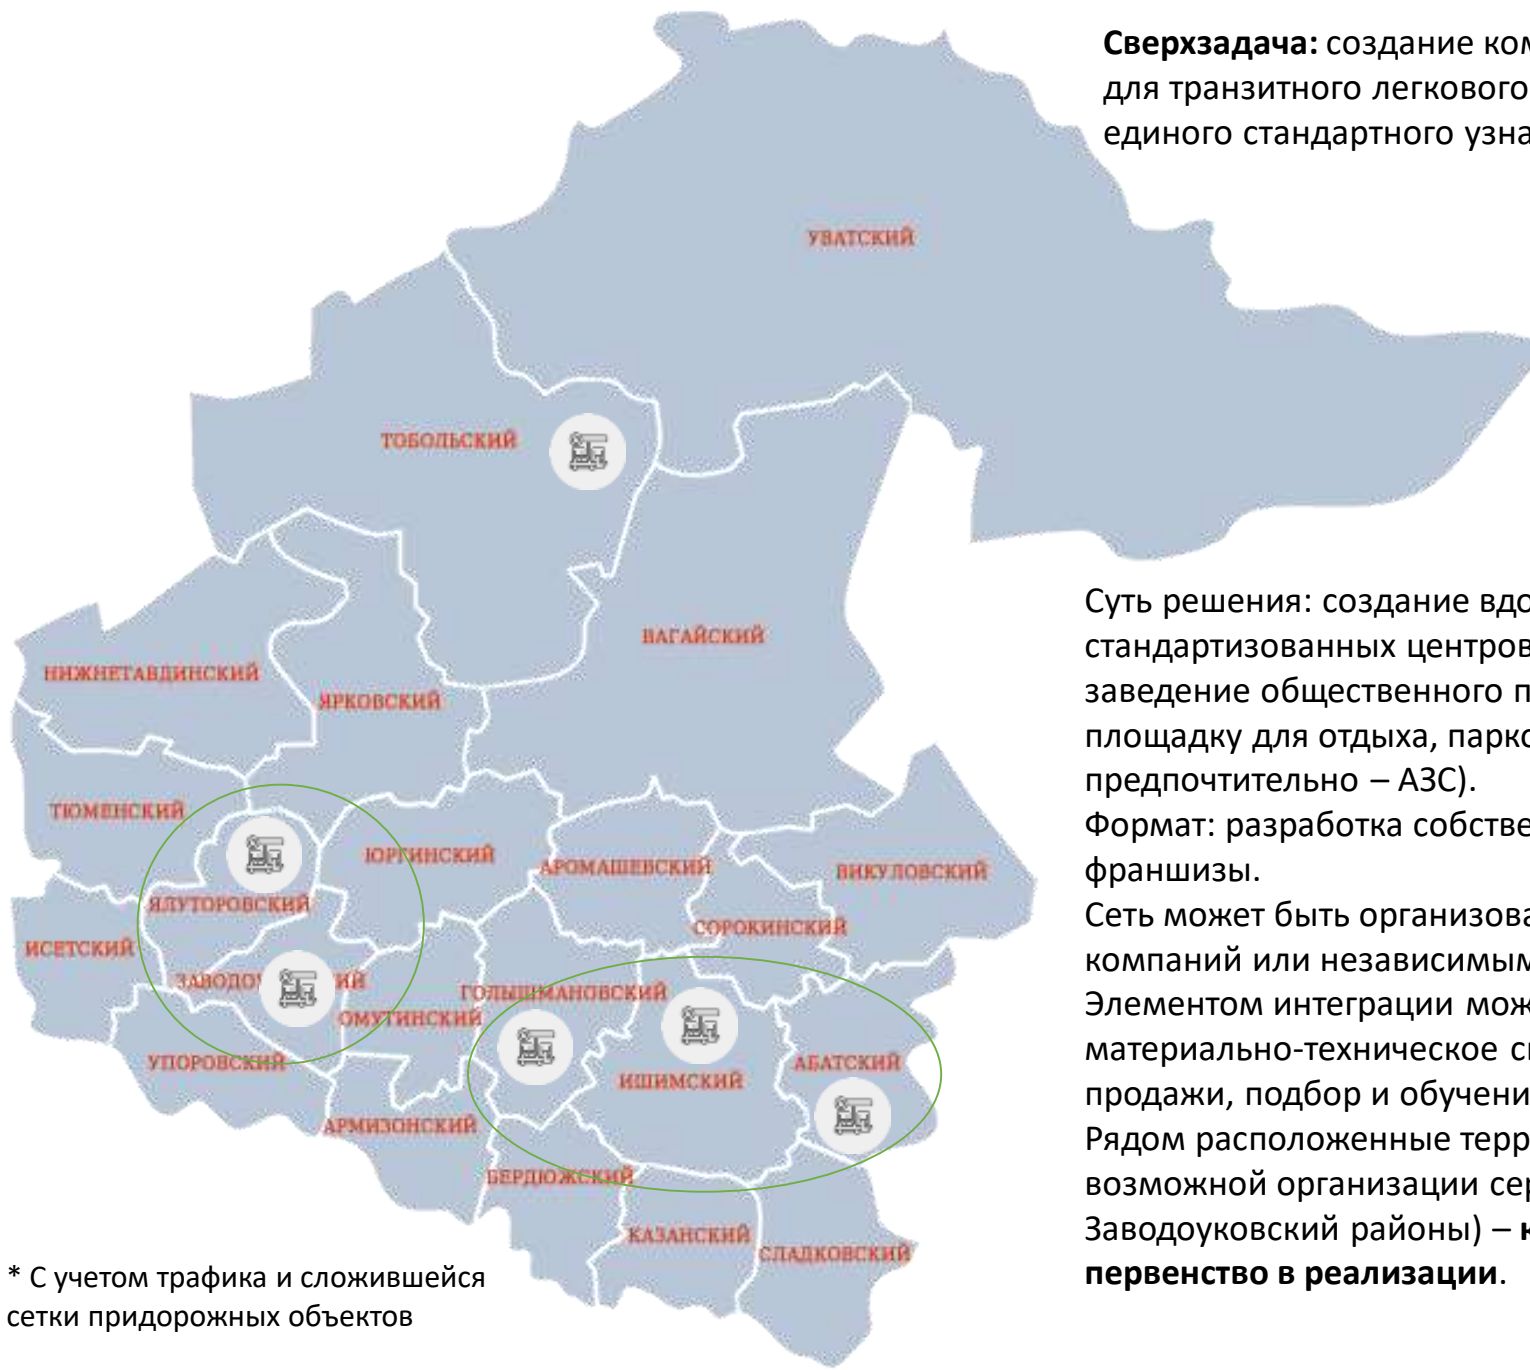 Сверхзадача: создание ком
для транзитного легкового
единого стандартного узна
УВАТСКИЙ
ТОБОЛЬСКИЙ
ВАГАЙСКИЙ
НИЖНЕТАВДИНСКИЙ
ЯРКОВСКИЙ
ТЮМЕНСКИЙ
ЮРГИНСКИЙ
АРОМАШЕВСКИЙ
ВИКУЛОВСКИЙ
ЯЛУТОРОВСКИЙ
СОРОКИНСКИЙ
ИСЕТСКИЙ
ЗАВОДОУ ИЙ
ГОЛЫШМАНОВСКИЙ
ОМУТИНСКИЙ
УПОРОВСКИЙ
ИШИМСКИЙ
АБАТСКИЙ
АРМИЗОНСКИЙ
БЕРДЮЖСКИЙ
КАЗАНСКИЙ
СЛАДКОВСКИЙ
Суть решения: создание вдо
стандартизованных центров
заведение общественного п
площадку для отдыха, парко
предпочтительно – АЗС).
Формат: разработка собстве
франшизы.
Сеть может быть организова
компаний или независимым
Элементом интеграции мож
материально-техническое сн
продажи, подбор и обучени
Рядом расположенные терр
возможной организации сер
Заводоуковский районы) – к
первенство в реализации.
* С учетом трафика и сложившейся
сетки придорожных объектов